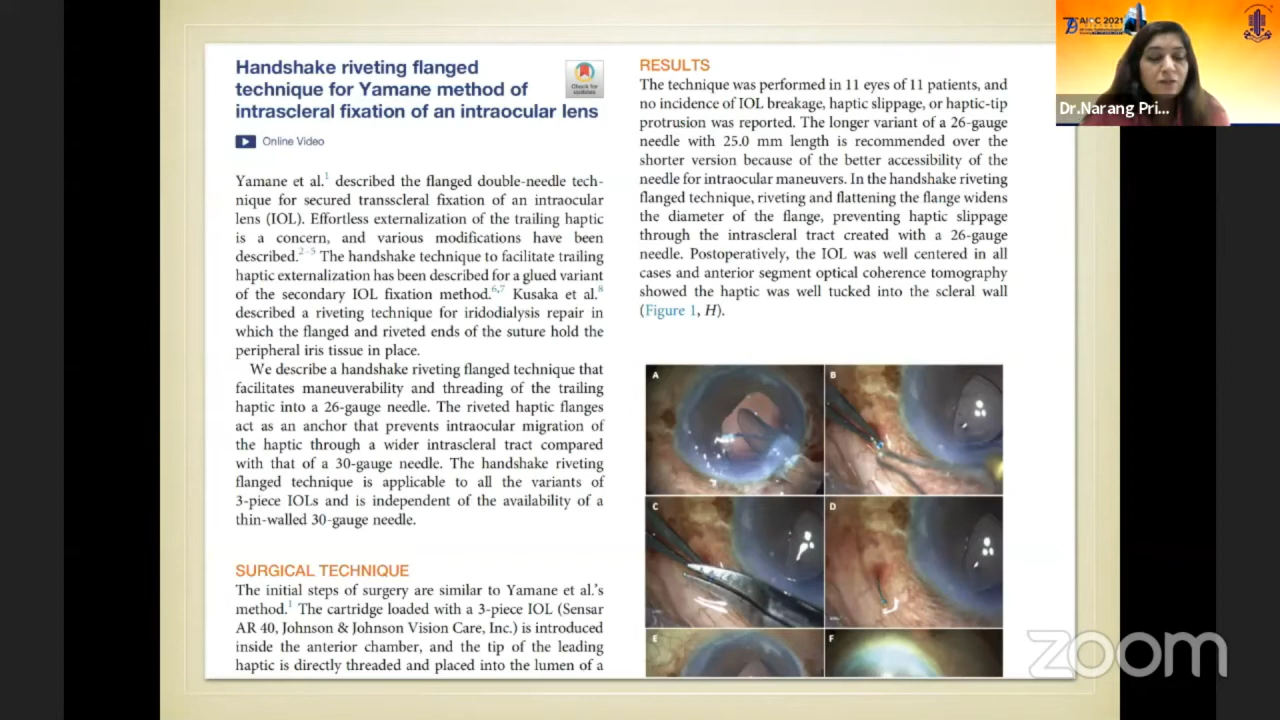 Handshake riveting flanged
technique for Yamane method of
intrascleral fixation of an intraocular lens
Check for
updates
Online Video
Yamane et al.1 described the flanged double-needle tech-
nique for secured transscleral fixation of an intraocular
lens (IOL). Effortless externalization of the trailing haptic
is a concern, and various modifications have been
described.2–5 The handshake technique to facilitate trailing
haptic externalization has been described for a glued variant
of the secondary IOL fixation method.6,7 Kusaka et al.8
described a riveting technique for iridodialysis repair in
which the flanged and riveted ends of the suture hold the
peripheral iris tissue in place.
We describe a handshake riveting flanged technique that
facilitates maneuverability and threading of the trailing
haptic into a 26-gauge needle. The riveted haptic flanges
act as an anchor that prevents intraocular migration of
the haptic through a wider intrascleral tract compared
with that of a 30-gauge needle. The handshake riveting
flanged technique is applicable to all the variants of
3-piece IOLs and is independent of the availability of a
thin-walled 30-gauge needle.
SURGICAL TECHNIQUE
The initial steps of surgery are similar to Yamane et al.'s
method.1 The cartridge loaded with a 3-piece IOL (Sensar
AR 40, Johnson & Johnson Vision Care, Inc.) is introduced
inside the anterior chamber, and the tip of the leading
haptic is directly threaded and placed into the lumen of a
RESULTS
The technique was performed in 11 eyes of 11 patients, and
no incidence of IOL breakage, haptic slippage, or haptic-tip
protrusion was reported. The longer variant of a 26-gauge
needle with 25.0 mm length is recommended over the
shorter version because of the better accessibility of the
needle for intraocular maneuvers. In the handshake riveting
flanged technique, riveting and flattening the flange widens
the diameter of the flange, preventing haptic slippage
through the intrascleral tract created with a 26-gauge
needle. Postoperatively, the IOL was well centered in all
cases and anterior segment optical coherence tomography
showed the haptic was well tucked into the scleral wall
(Figure 1, H).
A
B
C
D
E
F
AIOC 2021
Dr.Narang Pri...
zoom